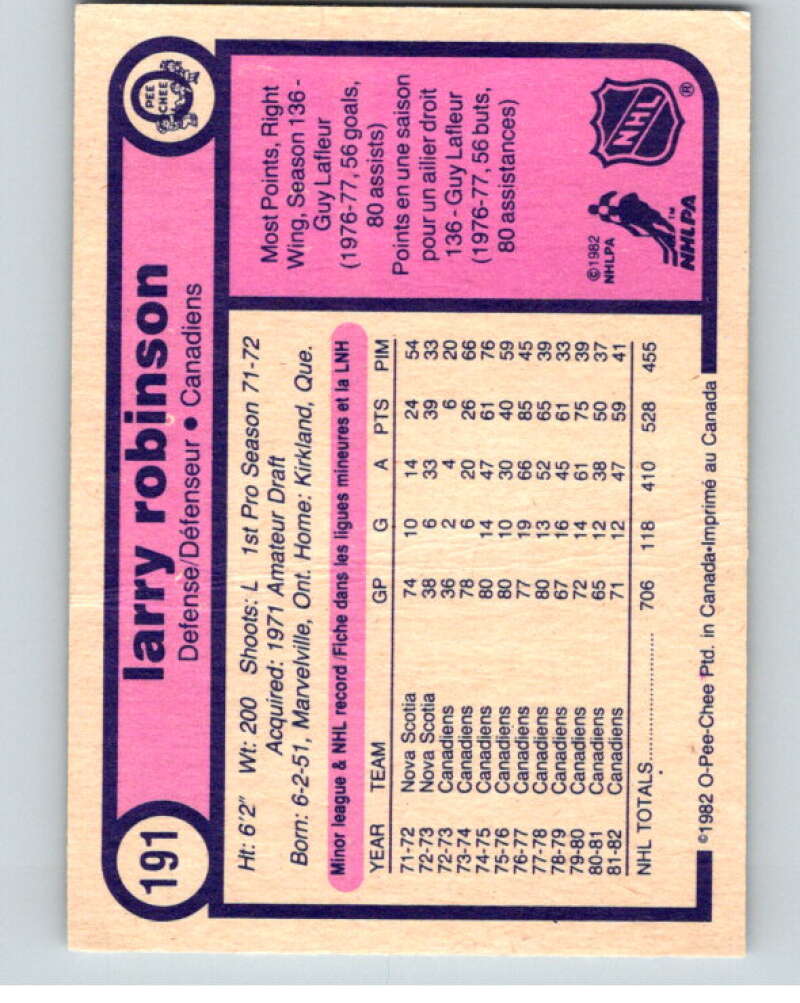 191
larry robinson
Defense/Défenseur • Canadiens
O PEE CHEE
Ht: 6'2" Wt: 200 Shoots: L 1st Pro Season 71-72
Acquired: 1971 Amateur Draft
Born: 6-2-51, Marvelville, Ont. Home: Kirkland, Que.
Minor league & NHL record/Fiche dans les ligues mineures et la LNH
YEAR TEAM GP G A PTS PIM
71-72 Nova Scotia 74 10 14 24 54
72-73 Nova Scotia 38 6 33 39 33
72-73 Canadiens 36 2 4 6 20
73-74 Canadiens 78 6 20 26 66
74-75 Canadiens 80 14 47 61 76
75-76 Canadiens 80 10 30 40 59
76-77 Canadiens 77 19 66 85 45
77-78 Canadiens 80 13 52 65 39
78-79 Canadiens 67 16 45 61 33
79-80 Canadiens 72 14 61 75 39
80-81 Canadiens 65 12 38 50 37
81-82 Canadiens 71 12 47 59 41
NHL TOTALS.................. 706 118 410 528 455
©1982 O-Pee-Chee Ptd. in Canada•Imprimé au Canada
Most Points, Right
Wing, Season 136 -
Guy Lafleur
(1976-77, 56 goals,
80 assists)
Points en une saison
pour un ailier droit
136 - Guy Lafleur
(1976-77, 56 buts,
80 assistances)
©1982
NHLPA
NHLPA™
NHL®